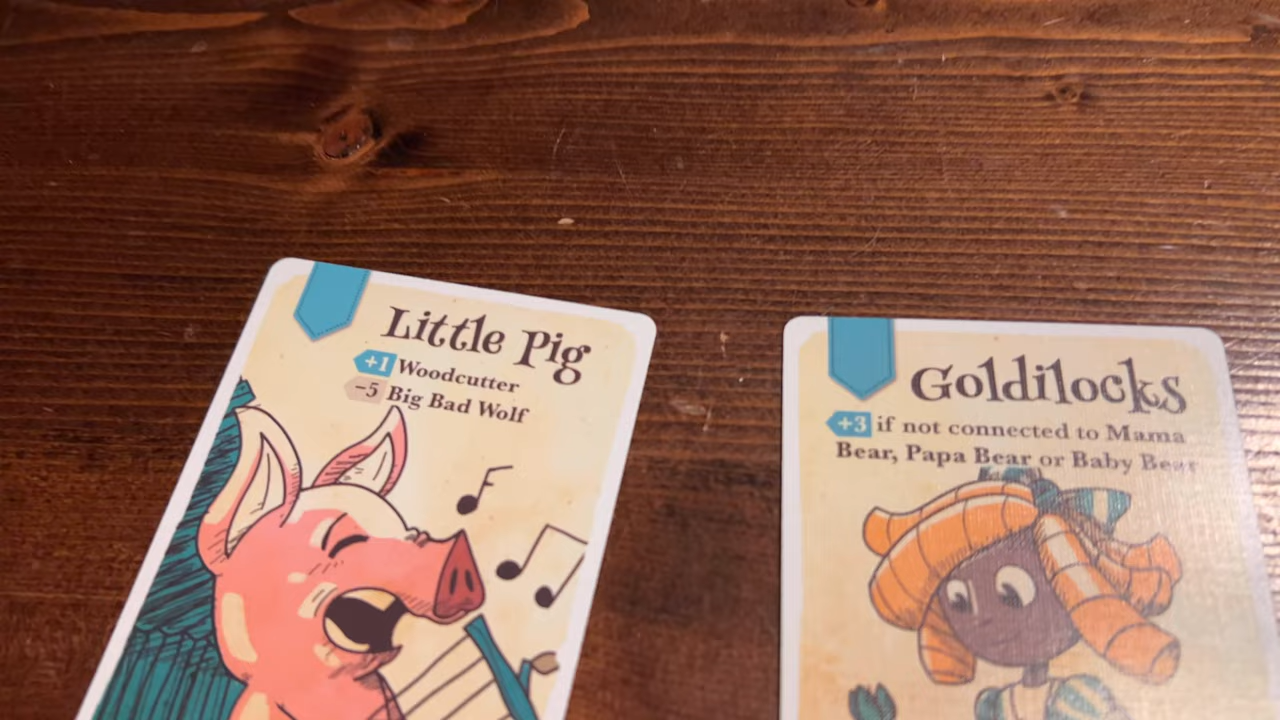 Little Pig
+1 Woodcutter
−5 Big Bad Wolf
Goldilocks
+3 if not connected to Mama
Bear, Papa Bear or Baby Bear